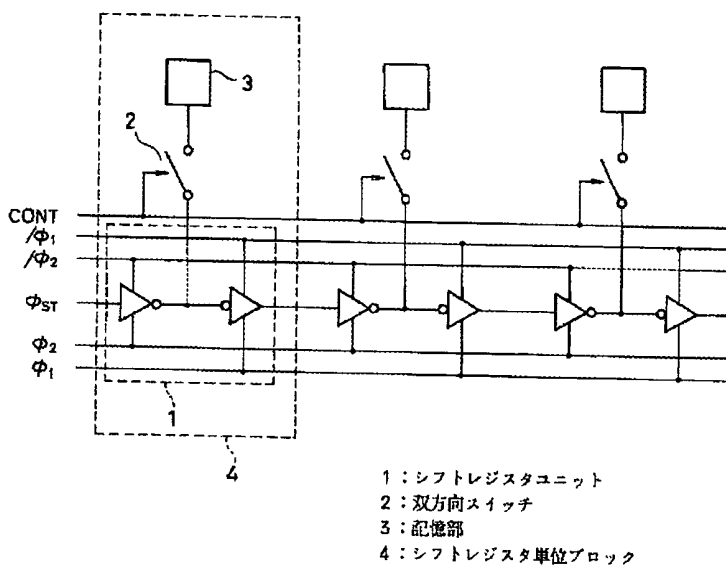 3
2
CONT
/Φ1
/Φ2
ΦST
Φ2
Φ1
1
4
1：シフトレジスタユニット
2：双方向スイッチ
3：記憶部
4：シフトレジスタ単位ブロック